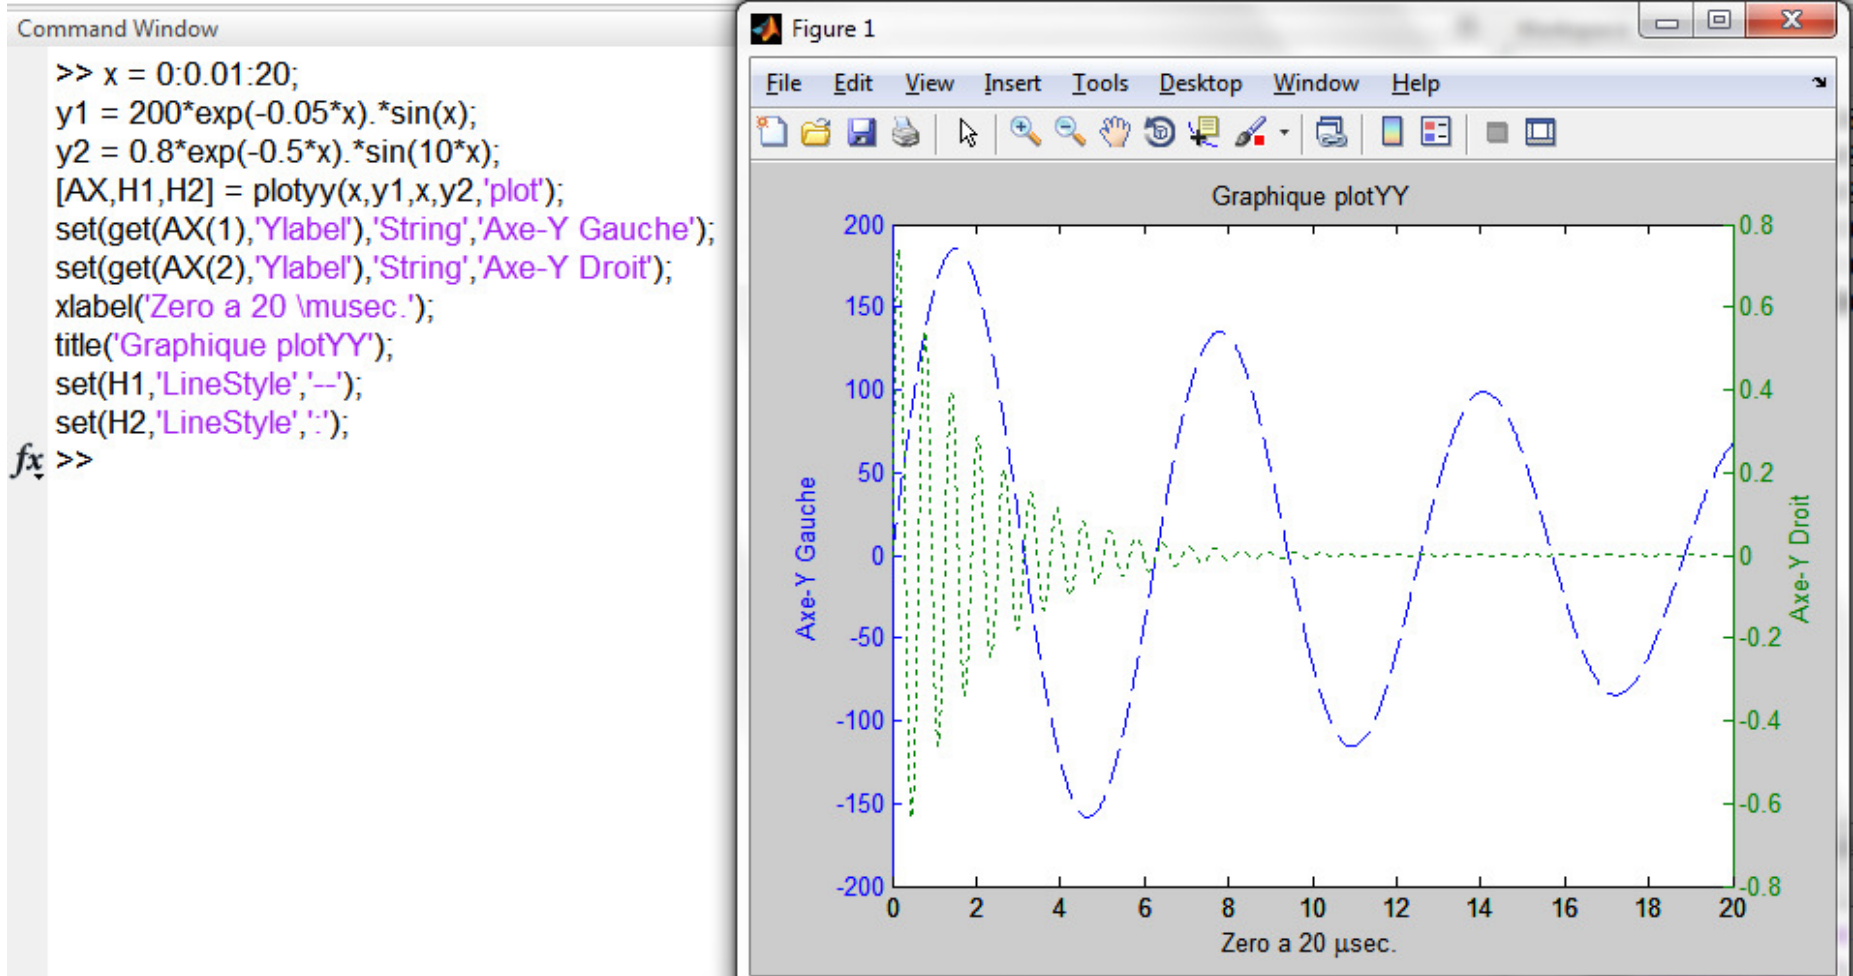 Command Window
>> x = 0:0.01:20;
y1 = 200*exp(-0.05*x).*sin(x);
y2 = 0.8*exp(-0.5*x).*sin(10*x);
[AX,H1,H2] = plotyy(x,y1,x,y2,'plot');
set(get(AX(1),'Ylabel'),'String','Axe-Y Gauche');
set(get(AX(2),'Ylabel'),'String','Axe-Y Droit');
xlabel('Zero a 20 \musec.');
title('Graphique plotYY');
set(H1,'LineStyle','--');
set(H2,'LineStyle',':');
fx >>
Figure 1
File Edit View Insert Tools Desktop Window Help
Graphique plotYY
200
150
100
50
0
-50
-100
-150
-200
Axe-Y Gauche
0.8
0.6
0.4
0.2
0
-0.2
-0.4
-0.6
-0.8
Axe-Y Droit
0 2 4 6 8 10 12 14 16 18 20
Zero a 20 μsec.